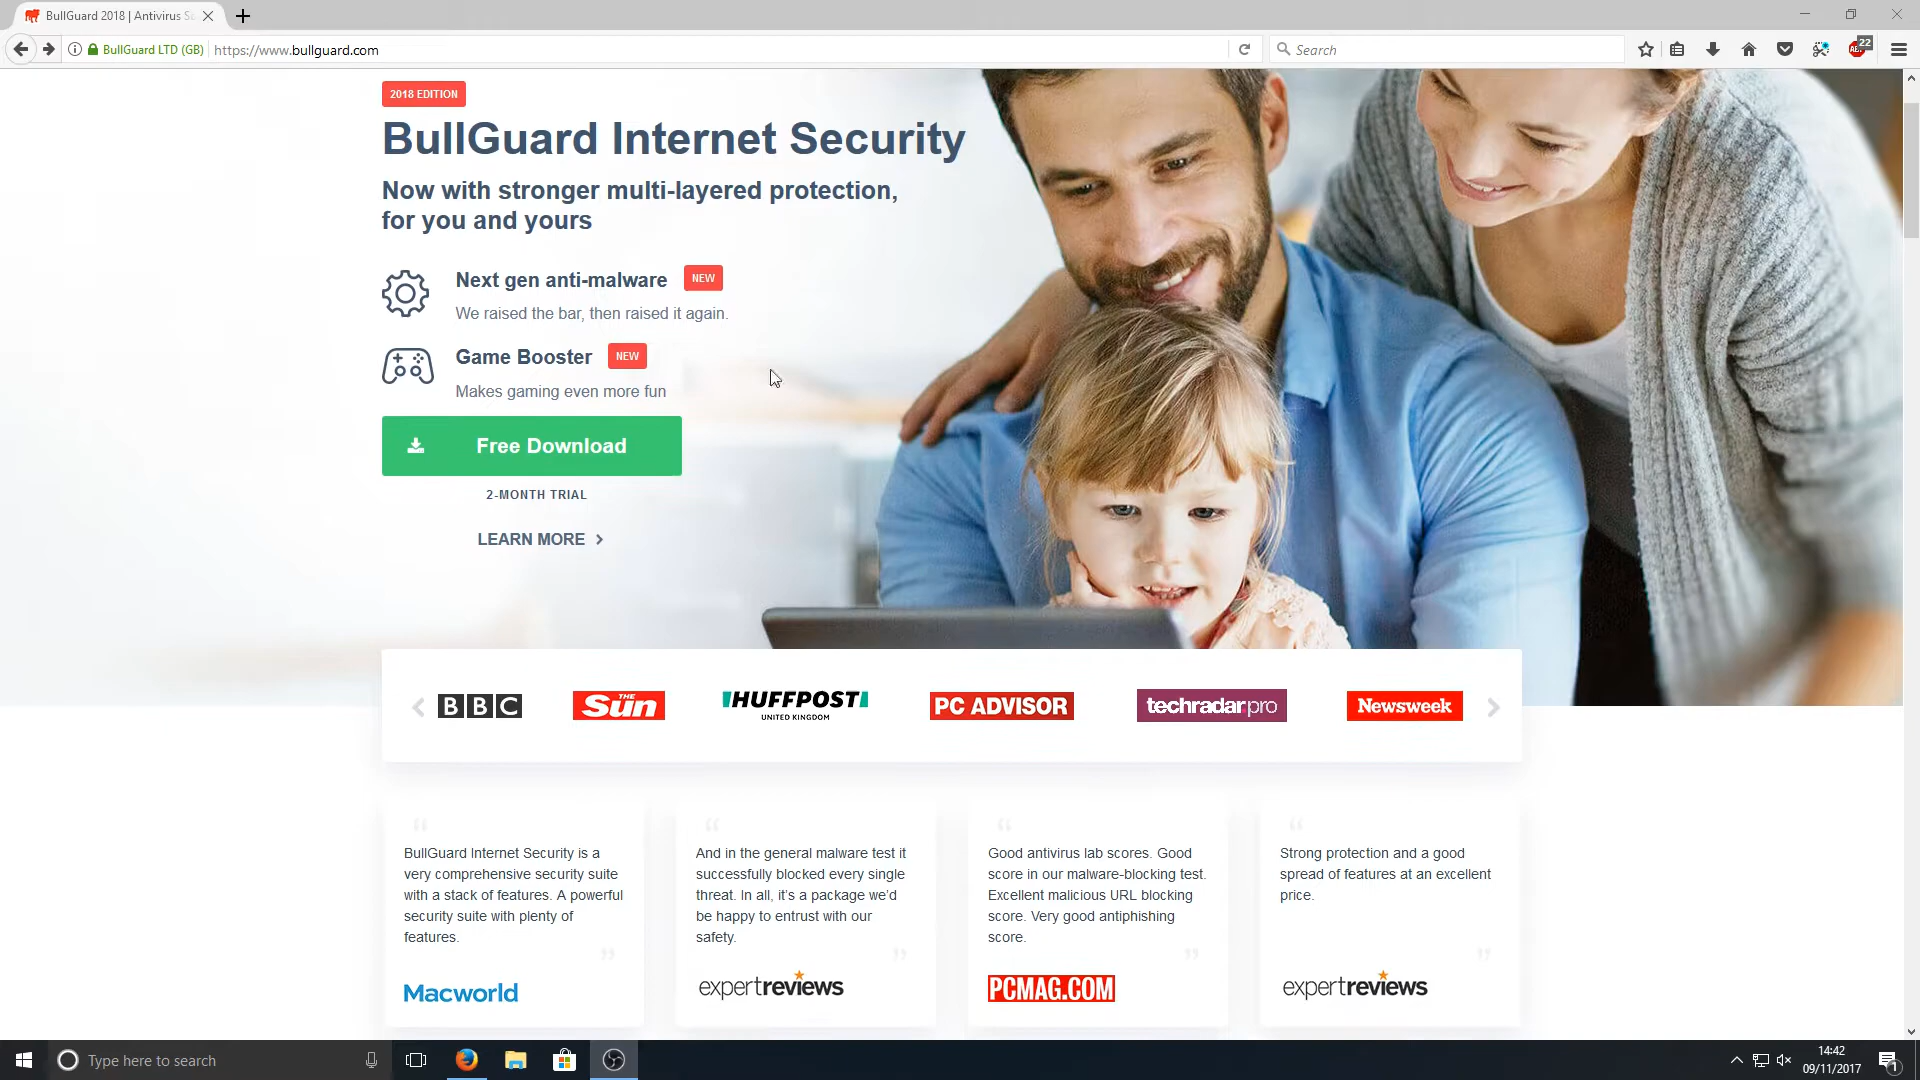 BullGuard 2018 | Antivirus S
BullGuard LTD (GB)
https://www.bullguard.com
Search
22
2018 EDITION
BullGuard Internet Security
Now with stronger multi-layered protection,
for you and yours
Next gen anti-malware NEW
We raised the bar, then raised it again.
Game Booster NEW
Makes gaming even more fun
Free Download
2-MONTH TRIAL
LEARN MORE
BBC
THE
Sun
HUFFPOST
UNITED KINGDOM
PC ADVISOR
techradar pro
Newsweek
“
BullGuard Internet Security is a
very comprehensive security suite
with a stack of features. A powerful
security suite with plenty of
features.
”
Macworld
“
And in the general malware test it
successfully blocked every single
threat. In all, it’s a package we’d
be happy to entrust with our
safety.
”
expertreviews
“
Good antivirus lab scores. Good
score in our malware-blocking test.
Excellent malicious URL blocking
score. Very good antiphishing
score.
”
PCMAG.COM
“
Strong protection and a good
spread of features at an excellent
price.
”
expertreviews
Type here to search
14:42
09/11/2017
1